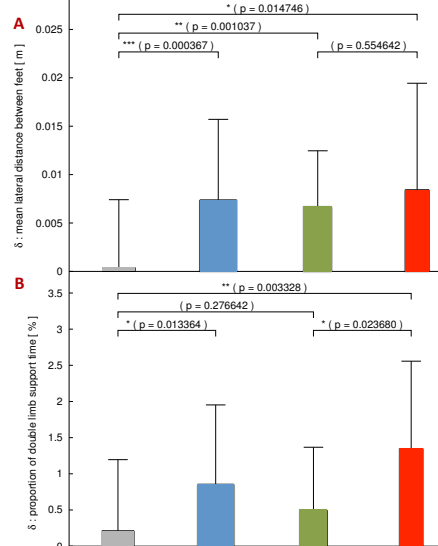 A
δ : mean lateral distance between feet [ m ]
0.025
0.02
0.015
0.01
0.005
0
* ( p = 0.014746 )
** ( p = 0.001037 )
*** ( p = 0.000367 )
( p = 0.554642 )
B
δ : proportion of double limb support time [ % ]
3.5
3
2.5
2
1.5
1
0.5
0
** ( p = 0.003328 )
( p = 0.276642 )
* ( p = 0.013364 )
* ( p = 0.023680 )